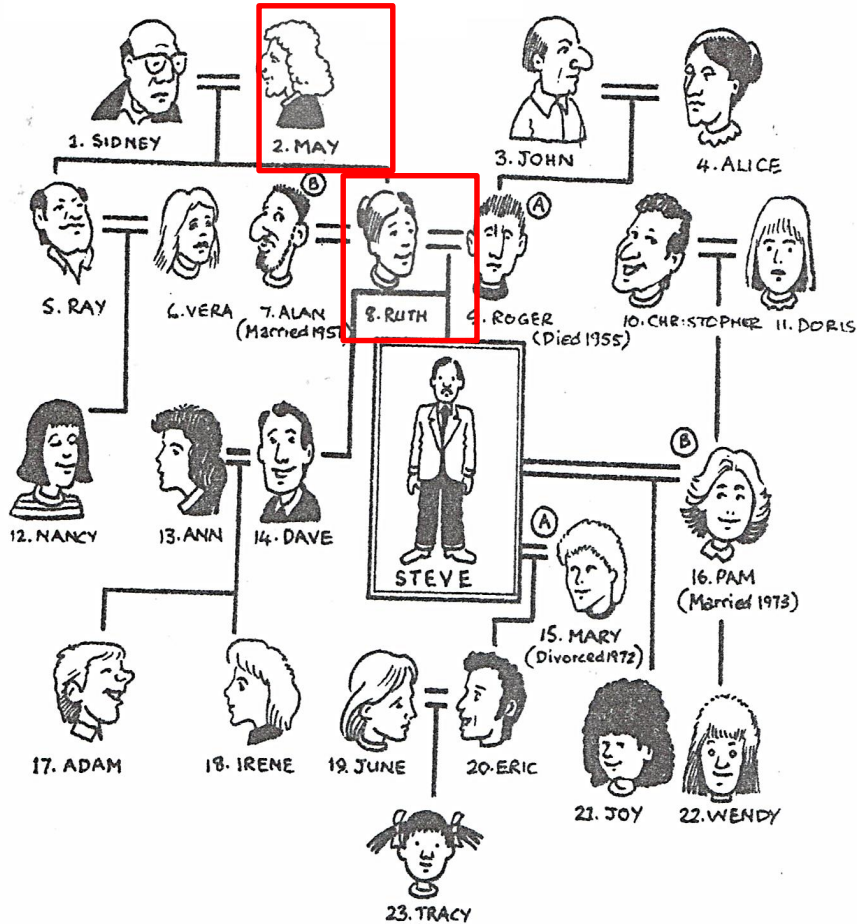 1. SIDNEY
2. MAY
3. JOHN
4. ALICE
B
A
5. RAY
6. VERA
7. ALAN
(Married 195
8. RUTH
9. ROGER
(Died 1955)
10. CHRISTOPHER
11. DORIS
B
12. NANCY
13. ANN
14. DAVE
STEVE
A
15. MARY
(Divorced 1972)
16. PAM
(Married 1973)
17. ADAM
18. IRENE
19. JUNE
20. ERIC
21. JOY
22. WENDY
23. TRACY